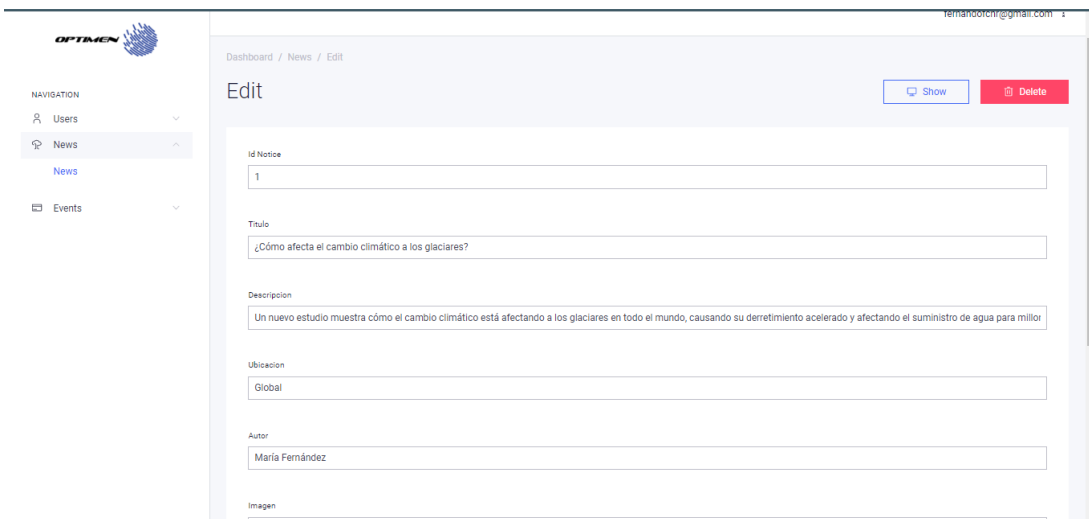 fernandofcnr@gmail.com
OPTIMEN
Dashboard / News / Edit
Edit
Show
Delete
NAVIGATION
Users
News
News
Events
Id Notice
1
Titulo
¿Cómo afecta el cambio climático a los glaciares?
Descripcion
Un nuevo estudio muestra cómo el cambio climático está afectando a los glaciares en todo el mundo, causando su derretimiento acelerado y afectando el suministro de agua para millor
Ubicacion
Global
Autor
María Fernández
Imagen